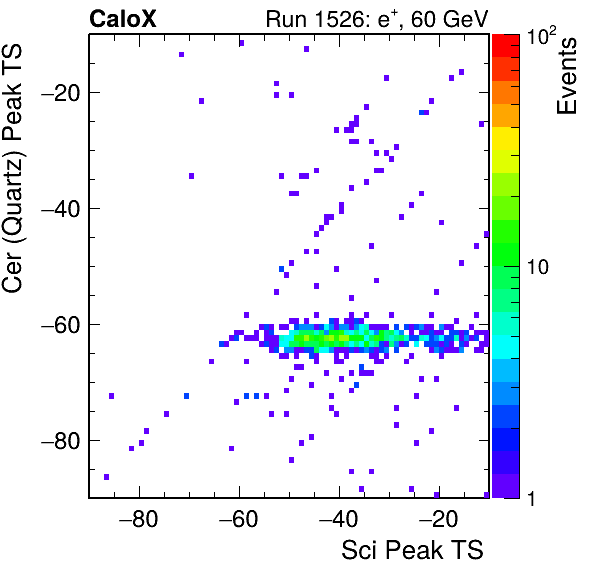 CaloX
Run 1526: e⁺, 60 GeV
Cer (Quartz) Peak TS
−20
−40
−60
−80
−80
−60
−40
−20
Sci Peak TS
10²
10
1
Events